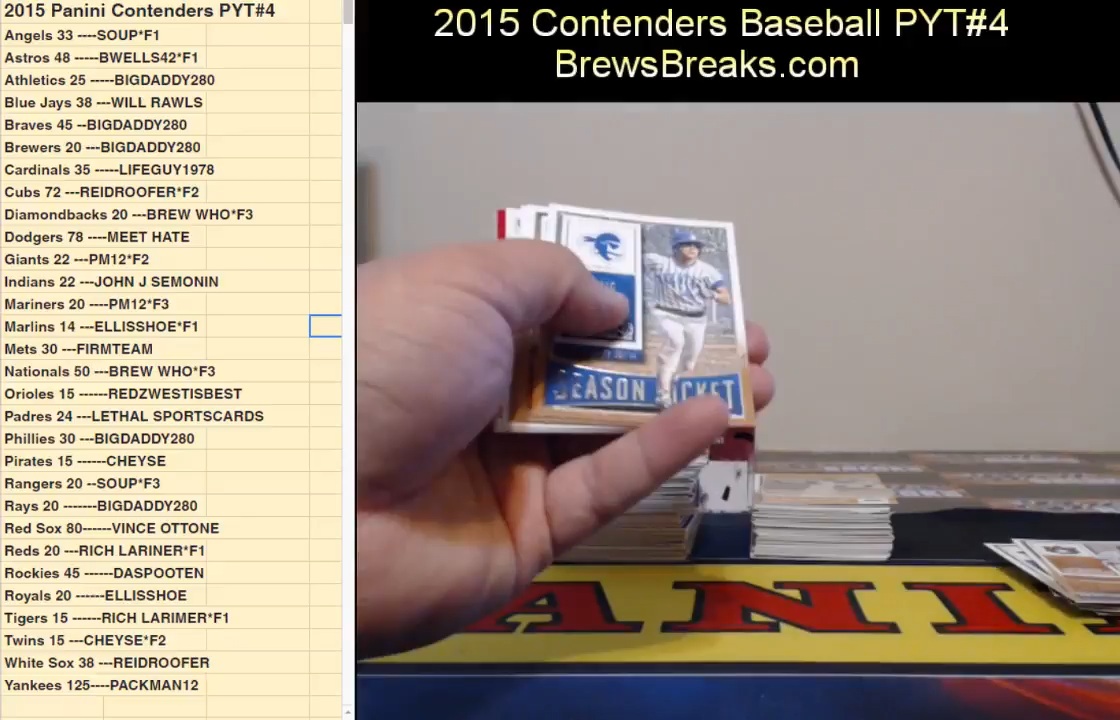 2015 Panini Contenders PYT#4
Angels 33 ----SOUP*F1
Astros 48 -----BWELLS42*F1
Athletics 25 -----BIGDADDY280
Blue Jays 38 ---WILL RAWLS
Braves 45 --BIGDADDY280
Brewers 20 ---BIGDADDY280
Cardinals 35 -----LIFEGUY1978
Cubs 72 ---REIDROOFER*F2
Diamondbacks 20 ---BREW WHO*F3
Dodgers 78 ----MEET HATE
Giants 22 ---PM12*F2
Indians 22 ---JOHN J SEMONIN
Mariners 20 ----PM12*F3
Marlins 14 ---ELLISSHOE*F1
Mets 30 ---FIRMTEAM
Nationals 50 ---BREW WHO*F3
Orioles 15 -----REDZWESTISBEST
Padres 24 ---LETHAL SPORTSCARDS
Phillies 30 ---BIGDADDY280
Pirates 15 ------CHEYSE
Rangers 20 --SOUP*F3
Rays 20 -------BIGDADDY280
Red Sox 80------VINCE OTTONE
Reds 20 ---RICH LARINER*F1
Rockies 45 ------DASPOOTEN
Royals 20 ------ELLISSHOE
Tigers 15 ------RICH LARIMER*F1
Twins 15 ---CHEYSE*F2
White Sox 38 ---REIDROOFER
Yankees 125----PACKMAN12
2015 Contenders Baseball PYT#4
BrewsBreaks.com
SEASON TICKET
PANINI